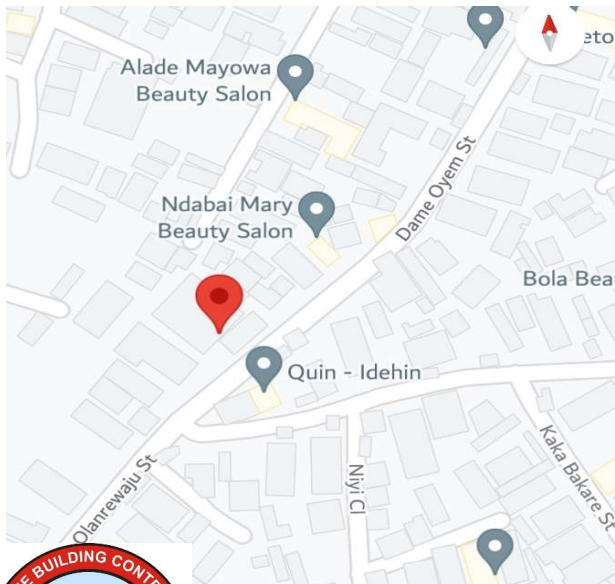 eto
Alade Mayowa
Beauty Salon
Dame Oyem St
Ndabai Mary
Beauty Salon
Bola Bea
Quin - Idehin
Olanrewaju St
Niyi Cl
Kaka Bakare St
BUILDING CONT